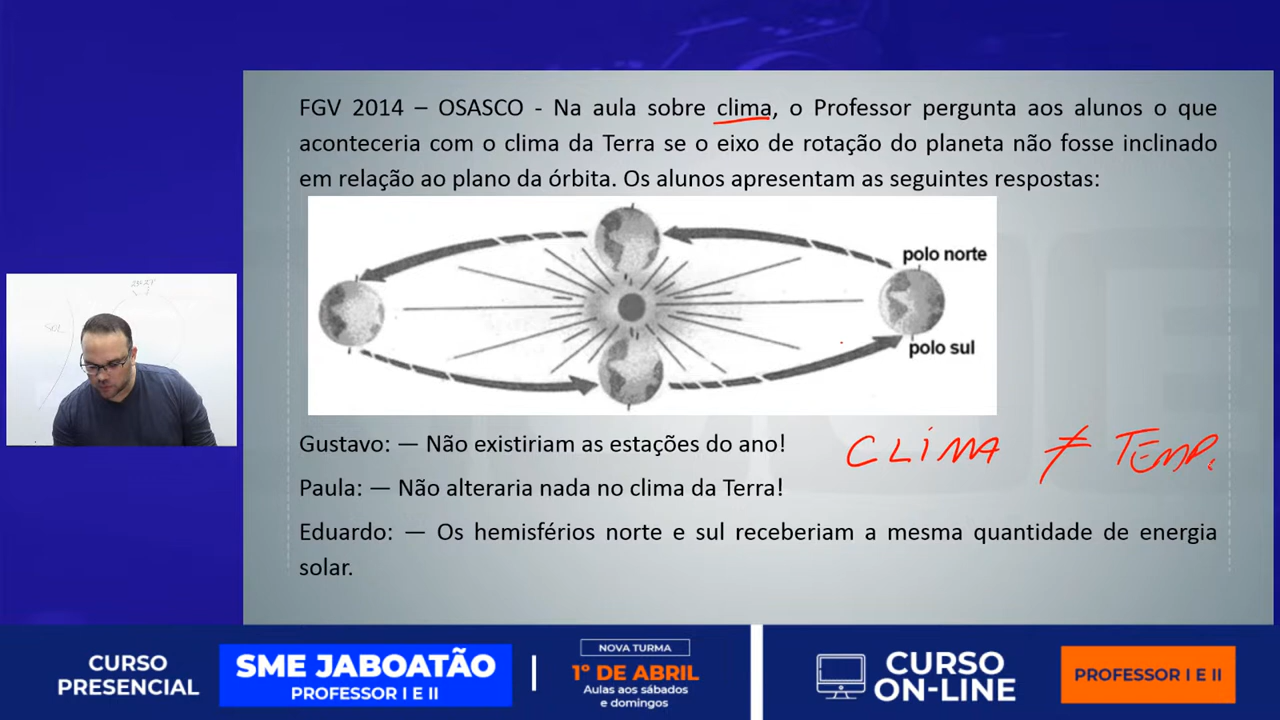 FGV 2014 – OSASCO - Na aula sobre clima, o Professor pergunta aos alunos o que
aconteceria com o clima da Terra se o eixo de rotação do planeta não fosse inclinado
em relação ao plano da órbita. Os alunos apresentam as seguintes respostas:
polo norte
polo sul
Gustavo: — Não existiriam as estações do ano!
CLIMA ≠ TEMP.
Paula: — Não alteraria nada no clima da Terra!
Eduardo: — Os hemisférios norte e sul receberiam a mesma quantidade de energia
solar.
SOL
CURSO
PRESENCIAL
SME JABOATÃO
PROFESSOR I E II
NOVA TURMA
1º DE ABRIL
Aulas aos sábados
e domingos
CURSO
ON-LINE
PROFESSOR I E II